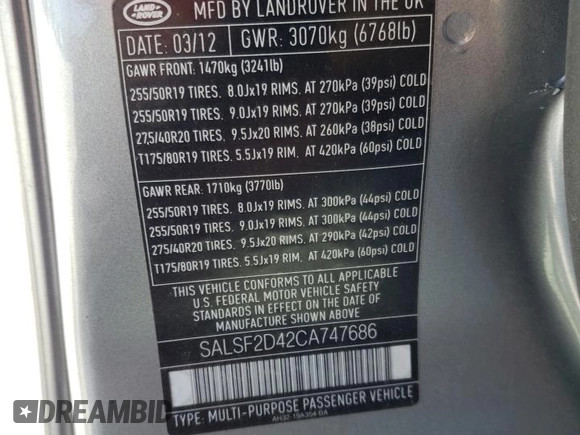 LAND
ROVER
MFD BY LANDROVER IN THE UK
DATE: 03/12 GWR: 3070kg (6768lb)
GAWR FRONT: 1470kg (3241lb)
255/50R19 TIRES. 8.0Jx19 RIMS. AT 270kPa (39psi) COLD
255/50R19 TIRES. 9.0Jx19 RIMS. AT 270kPa (39psi) COLD
275/40R20 TIRES. 9.5Jx20 RIMS. AT 260kPa (38psi) COLD
T175/80R19 TIRES. 5.5Jx19 RIM. AT 420kPa (60psi) COLD
GAWR REAR: 1710kg (3770lb)
255/50R19 TIRES. 8.0Jx19 RIMS. AT 300kPa (44psi) COLD
255/50R19 TIRES. 9.0Jx19 RIMS. AT 300kPa (44psi) COLD
275/40R20 TIRES. 9.5Jx20 RIMS. AT 290kPa (42psi) COLD
T175/80R19 TIRES. 5.5Jx19 RIM. AT 420kPa (60psi) COLD
THIS VEHICLE CONFORMS TO ALL APPLICABLE
U.S. FEDERAL MOTOR VEHICLE SAFETY
STANDARDS IN EFFECT ON THE DATE OF
MANUFACTURE SHOWN ABOVE
SALSF2D42CA747686
TYPE: MULTI-PURPOSE PASSENGER VEHICLE
AH32-19A354-BA
DREAMBID